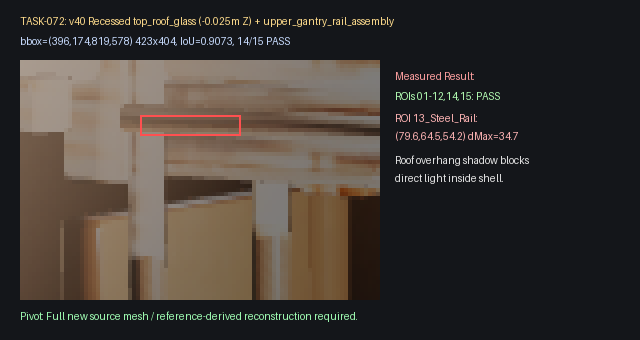 TASK-072: v40 Recessed top_roof_glass (-0.025m Z) + upper_gantry_rail_assembly
bbox=(396,174,819,578) 423x404, IoU=0.9073, 14/15 PASS
Measured Result:
ROIs 01-12,14,15: PASS
ROI 13_Steel_Rail:
(79.6,64.5,54.2) dMax=34.7
Roof overhang shadow blocks
direct light inside shell.
Pivot: Full new source mesh / reference-derived reconstruction required.